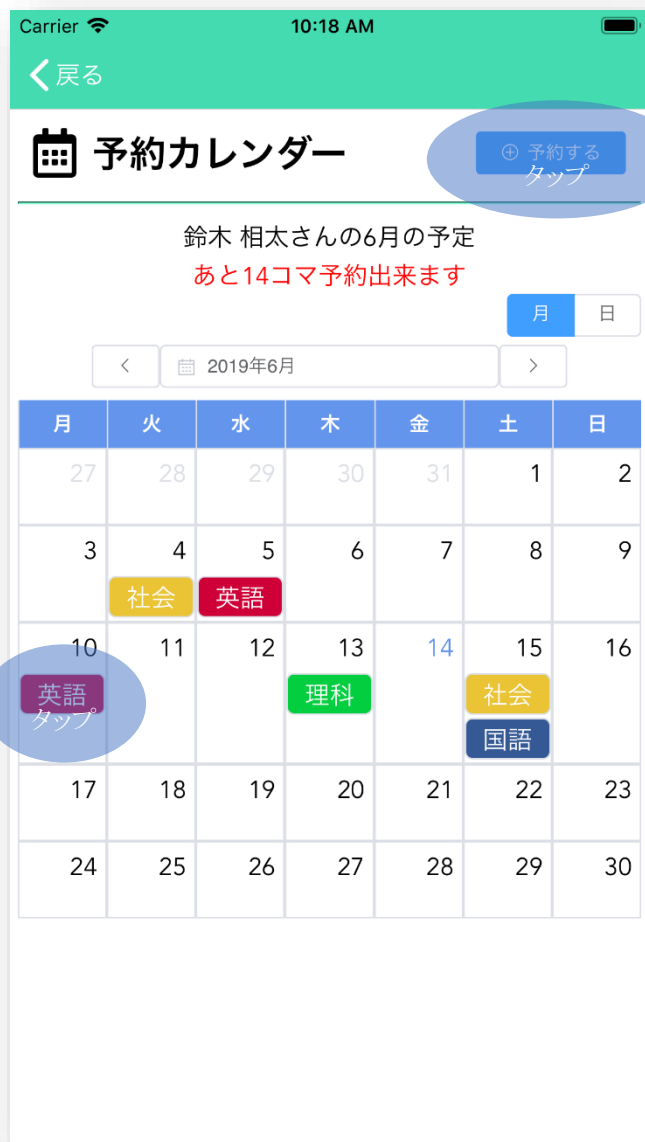 Carrier 10:18 AM
戻る
予約カレンダー
予約する
タップ
鈴木 相太さんの6月の予定
あと14コマ予約出来ます
月 日
2019年6月
月 火 水 木 金 土 日
27 28 29 30 31 1 2
3 4 5 6 7 8 9
社会 英語
10 11 12 13 14 15 16
英語 理科 社会
タップ
国語
17 18 19 20 21 22 23
24 25 26 27 28 29 30